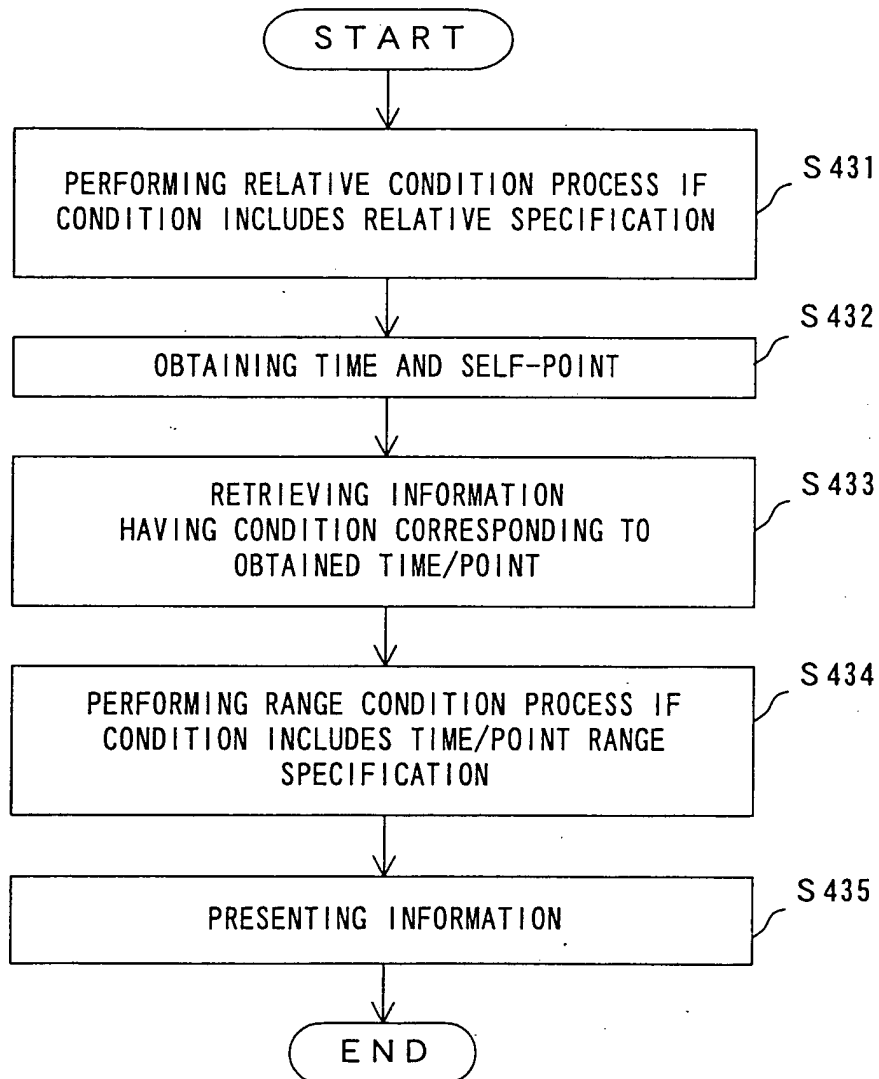 START
PERFORMING RELATIVE CONDITION PROCESS IF
CONDITION INCLUDES RELATIVE SPECIFICATION
S431
OBTAINING TIME AND SELF-POINT
S432
RETRIEVING INFORMATION
HAVING CONDITION CORRESPONDING TO
OBTAINED TIME/POINT
S433
PERFORMING RANGE CONDITION PROCESS IF
CONDITION INCLUDES TIME/POINT RANGE
SPECIFICATION
S434
PRESENTING INFORMATION
S435
END